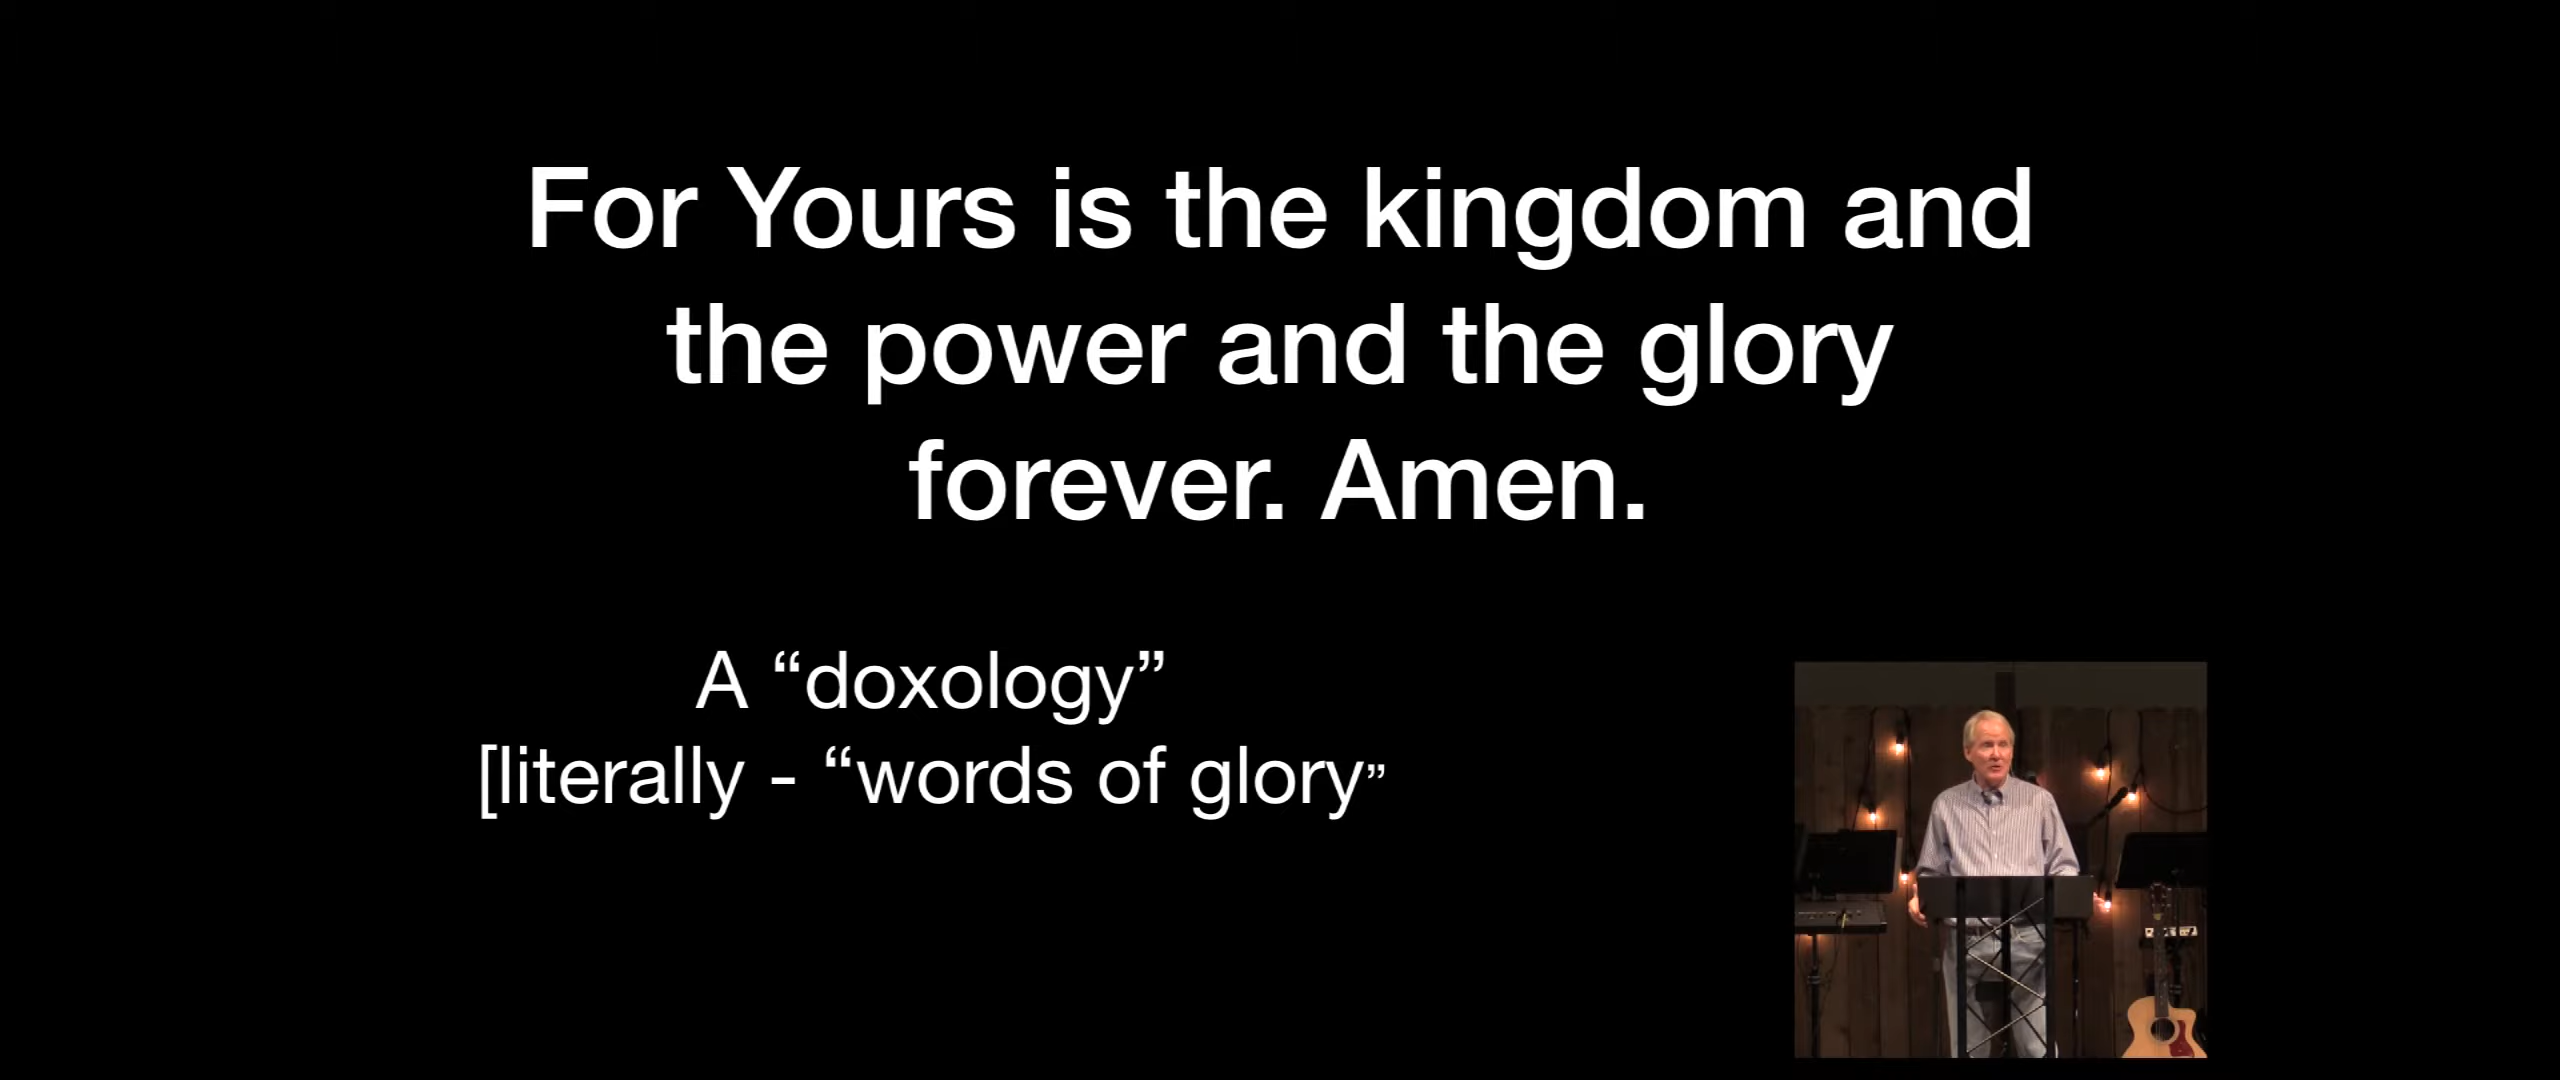 For Yours is the kingdom and
the power and the glory
forever. Amen.
A “doxology”
[literally - “words of glory”